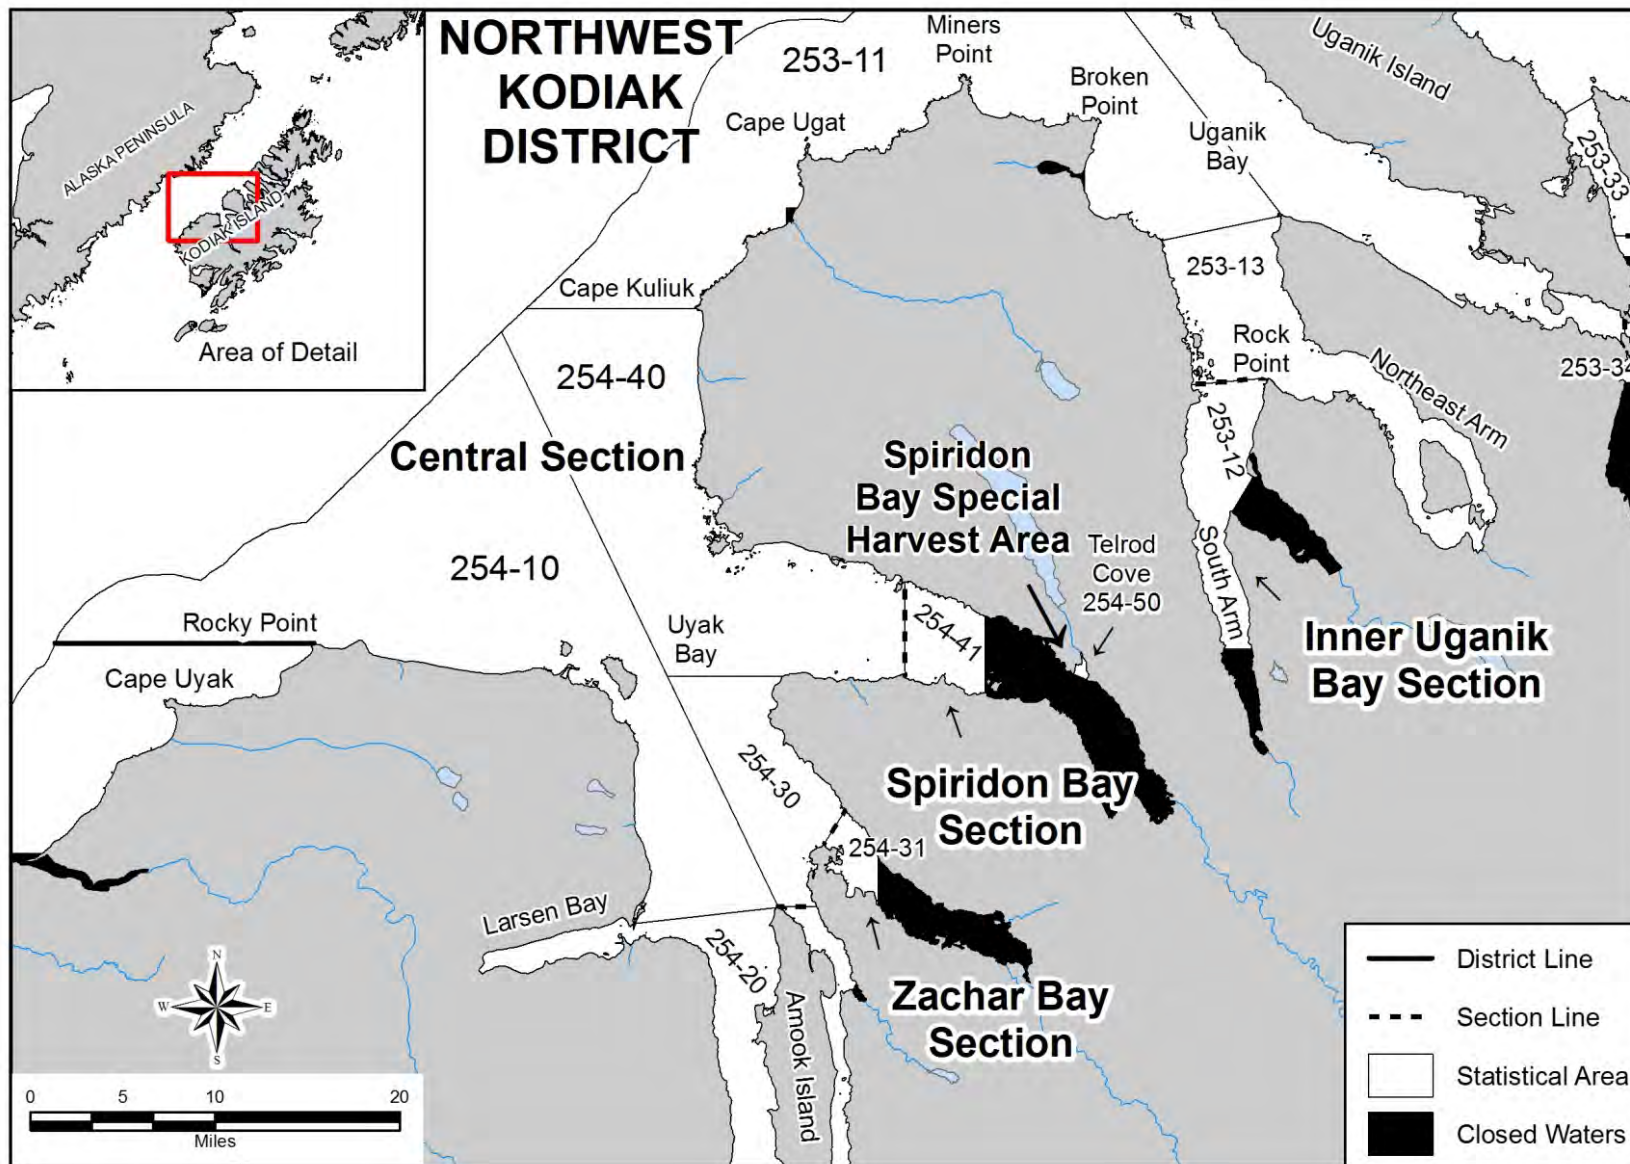 NORTHWEST
KODIAK
DISTRICT
ALASKA PENINSULA
KODIAK ISLAND
Area of Detail
253-11
Miners
Point
Cape Ugat
Broken
Point
Uganik
Bay
Uganik Island
253-33
Cape Kuliuk
254-40
253-13
Rock
Point
Northeast Arm
253-34
253-12
Central Section
Spiridon
Bay Special
Harvest Area
Telrod
Cove
254-50
South Arm
254-10
Rocky Point
Cape Uyak
Uyak
Bay
254-41
Inner Uganik
Bay Section
254-30
Spiridon Bay
Section
254-31
Larsen Bay
254-20
Amook Island
Zachar Bay
Section
N
W
E
S
0
5
10
20
Miles
District Line
Section Line
Statistical Area
Closed Waters